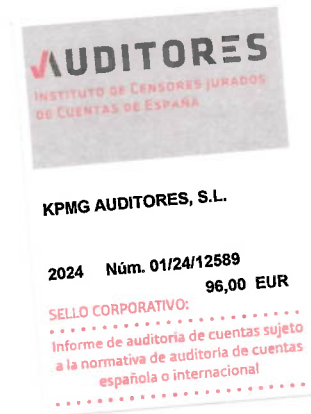 AUDITORES
INSTITUTO DE CENSORES JURADOS
DE CUENTAS DE ESPAÑA
KPMG AUDITORES, S.L.
2024 Núm. 01/24/12589
96,00 EUR
SELLO CORPORATIVO:
Informe de auditoría de cuentas sujeto
a la normativa de auditoría de cuentas
española o internacional